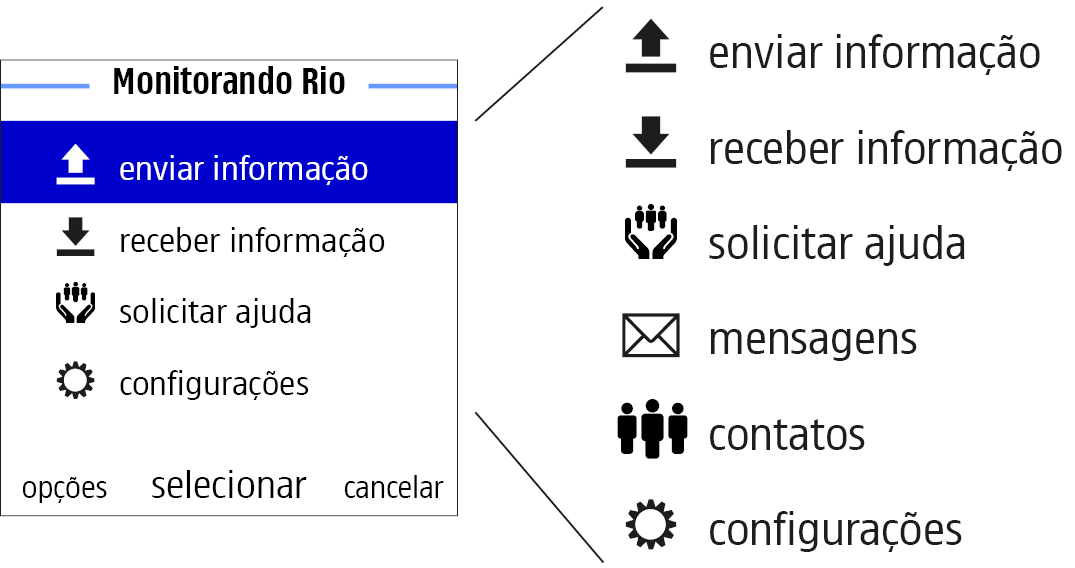 Monitorando Rio
enviar informação
receber informação
solicitar ajuda
configurações
opções selecionar cancelar
enviar informação
receber informação
solicitar ajuda
mensagens
contatos
configurações